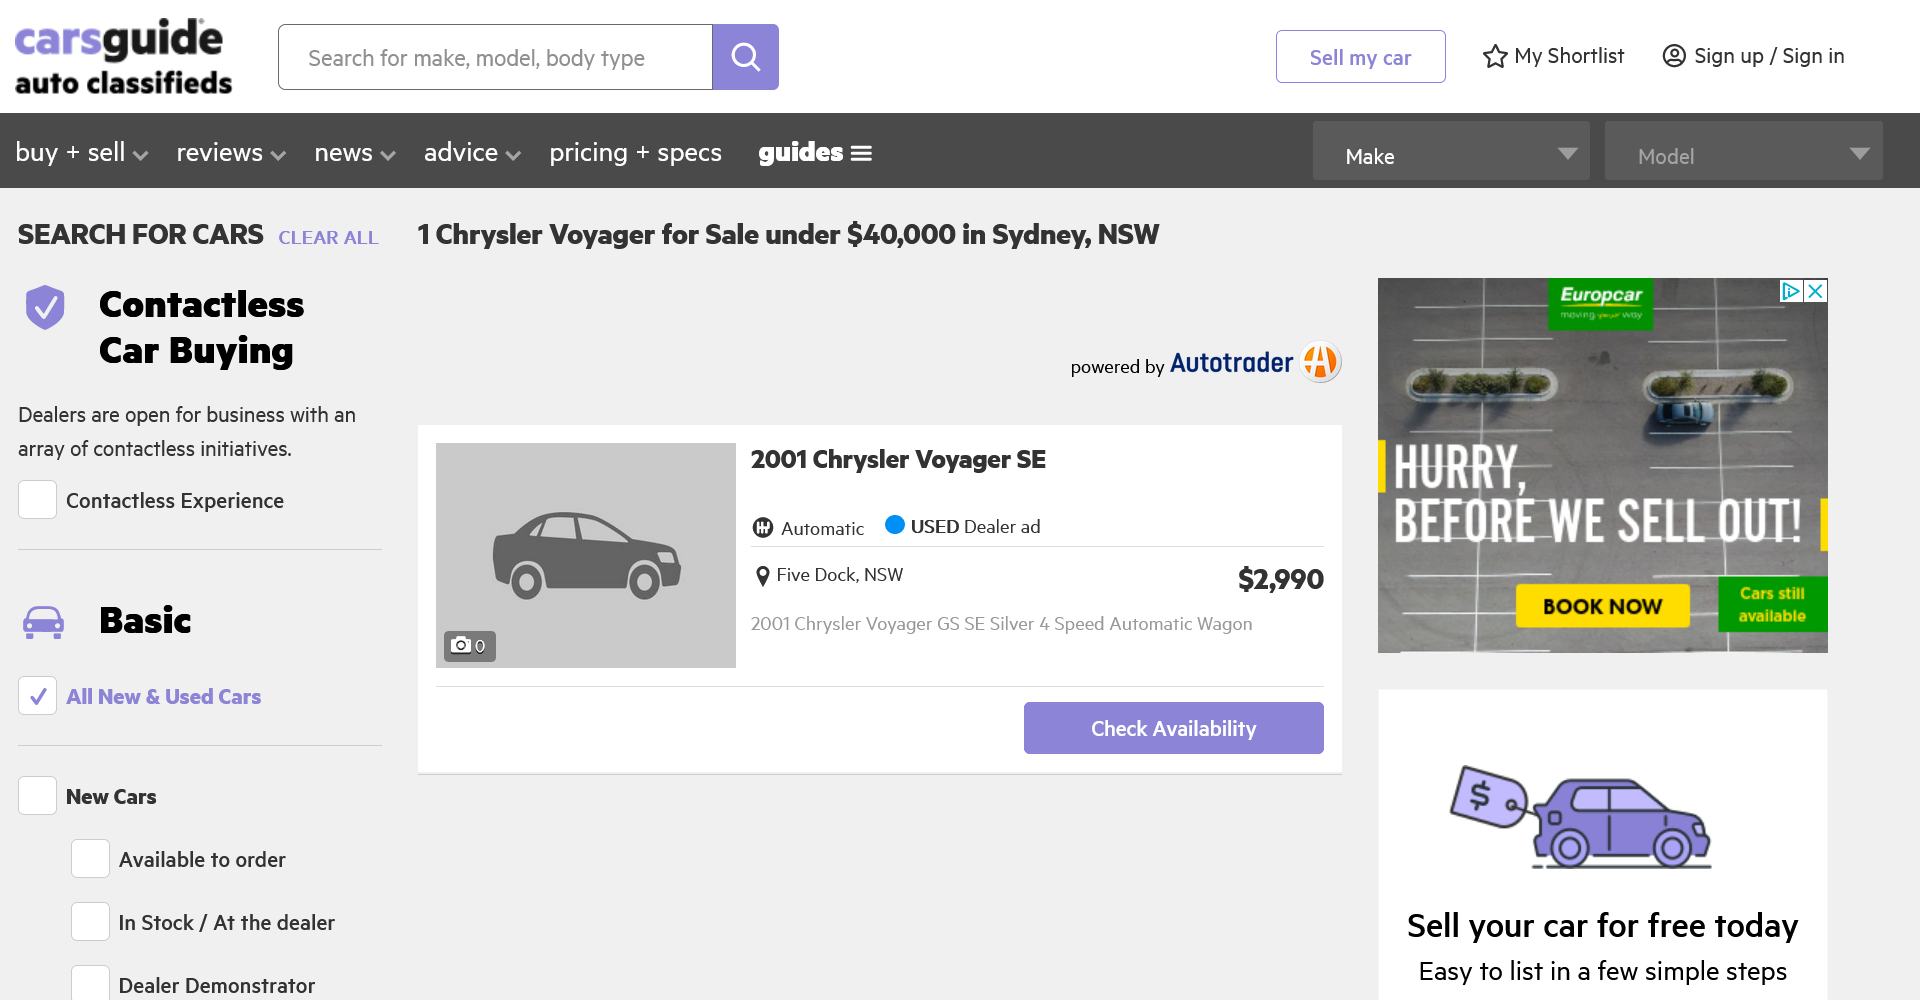 carsguide
auto classifieds
Search for make, model, body type
Sell my car
My Shortlist
Sign up / Sign in
buy + sell
reviews
news
advice
pricing + specs
guides
Make
Model
SEARCH FOR CARS
CLEAR ALL
1 Chrysler Voyager for Sale under $40,000 in Sydney, NSW
Contactless
Car Buying
Dealers are open for business with an
array of contactless initiatives.
Contactless Experience
Basic
All New & Used Cars
New Cars
Available to order
In Stock / At the dealer
Dealer Demonstrator
powered by Autotrader
2001 Chrysler Voyager SE
Automatic
USED Dealer ad
Five Dock, NSW
$2,990
2001 Chrysler Voyager GS SE Silver 4 Speed Automatic Wagon
0
Check Availability
Europcar
moving your way
HURRY,
BEFORE WE SELL OUT!
BOOK NOW
Cars still
available
$
Sell your car for free today
Easy to list in a few simple steps